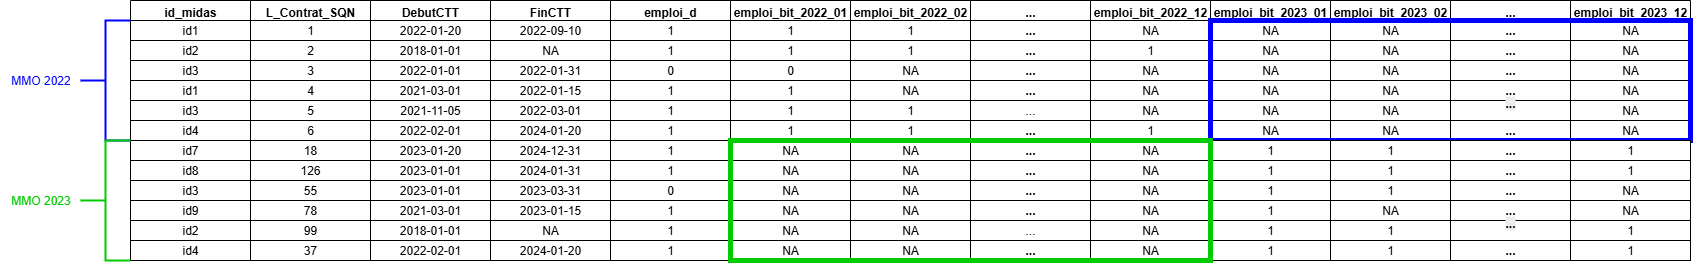 id_midas L_Contrat_SQN DebutCTT FinCTT emploi_d emploi_bit_2022_01 emploi_bit_2022_02 ... emploi_bit_2022_12 emploi_bit_2023_01 emploi_bit_2023_02 ... emploi_bit_2023_12
id1 1 2022-01-20 2022-09-10 1 1 1 ... NA NA NA ... NA
id2 2 2018-01-01 NA 1 1 1 ... 1 NA NA ... NA
id3 3 2022-01-01 2022-01-31 0 0 NA ... NA NA NA ... NA
MMO 2022
id1 4 2021-03-01 2022-01-15 1 1 NA ... NA NA NA ... NA
id3 5 2021-11-05 2022-03-01 1 1 1 ... NA NA NA ... NA
id4 6 2022-02-01 2024-01-20 1 1 1 ... 1 NA NA ... NA
id7 18 2023-01-20 2024-12-31 1 NA NA ... NA 1 1 ... 1
id8 126 2023-01-01 2024-01-31 1 NA NA ... NA 1 1 ... 1
id3 55 2023-01-01 2023-03-31 0 NA NA ... NA 1 1 ... NA
MMO 2023
id9 78 2021-03-01 2023-01-15 1 NA NA ... NA 1 NA ... NA
id2 99 2018-01-01 NA 1 NA NA ... NA 1 1 ... 1
id4 37 2022-02-01 2024-01-20 1 NA NA ... NA 1 1 ... 1